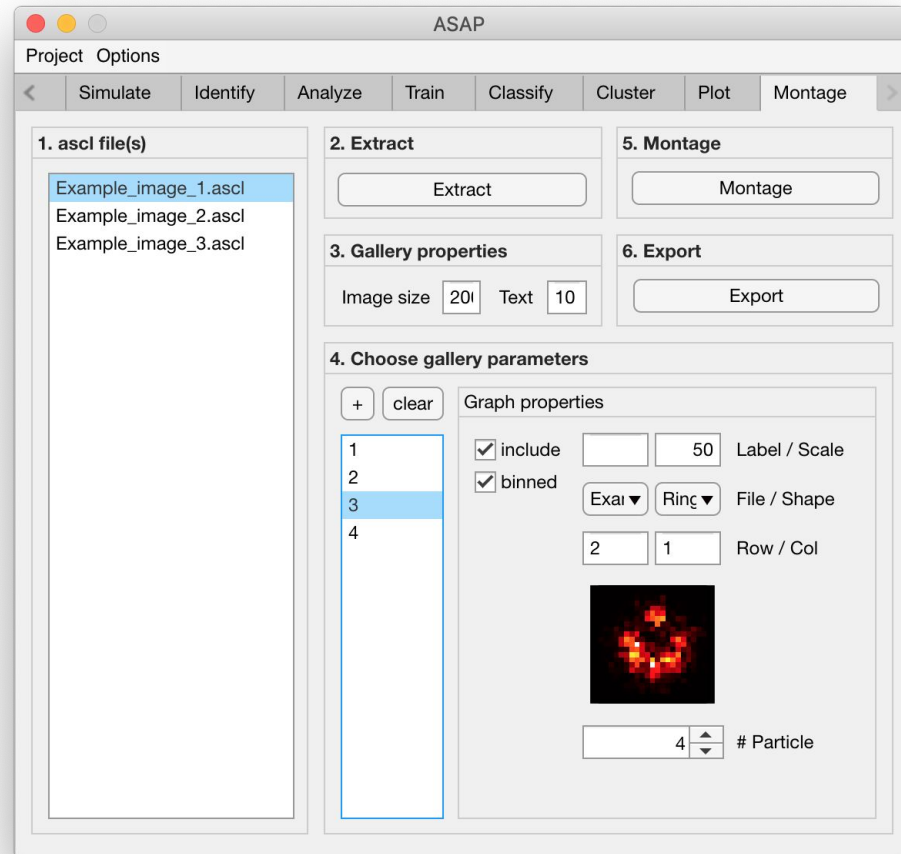 ASAP
Project Options
Simulate Identify Analyze Train Classify Cluster Plot Montage
1. ascl file(s)
Example_image_1.ascl
Example_image_2.ascl
Example_image_3.ascl
2. Extract
Extract
3. Gallery properties
Image size 200 Text 10
5. Montage
Montage
6. Export
Export
4. Choose gallery parameters
+ clear
1
2
3
4
Graph properties
include
binned
50 Label / Scale
Exar Ring File / Shape
2 1 Row / Col
4 # Particle